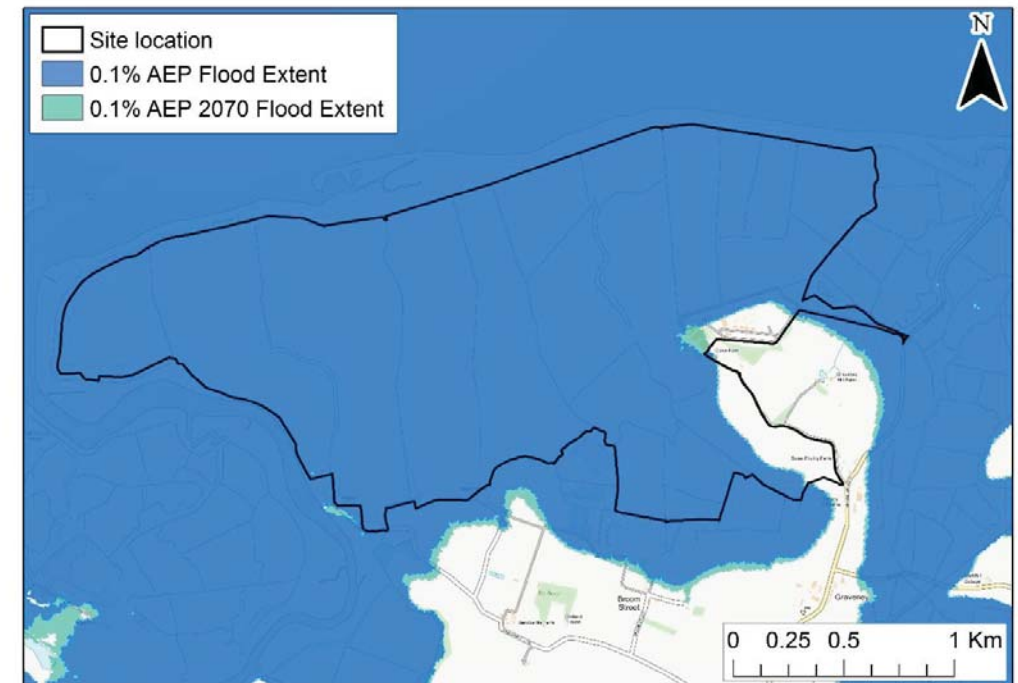 Site location
0.1% AEP Flood Extent
0.1% AEP 2070 Flood Extent
N
Broom
Street
Graveney
0 0.25 0.5 1 Km